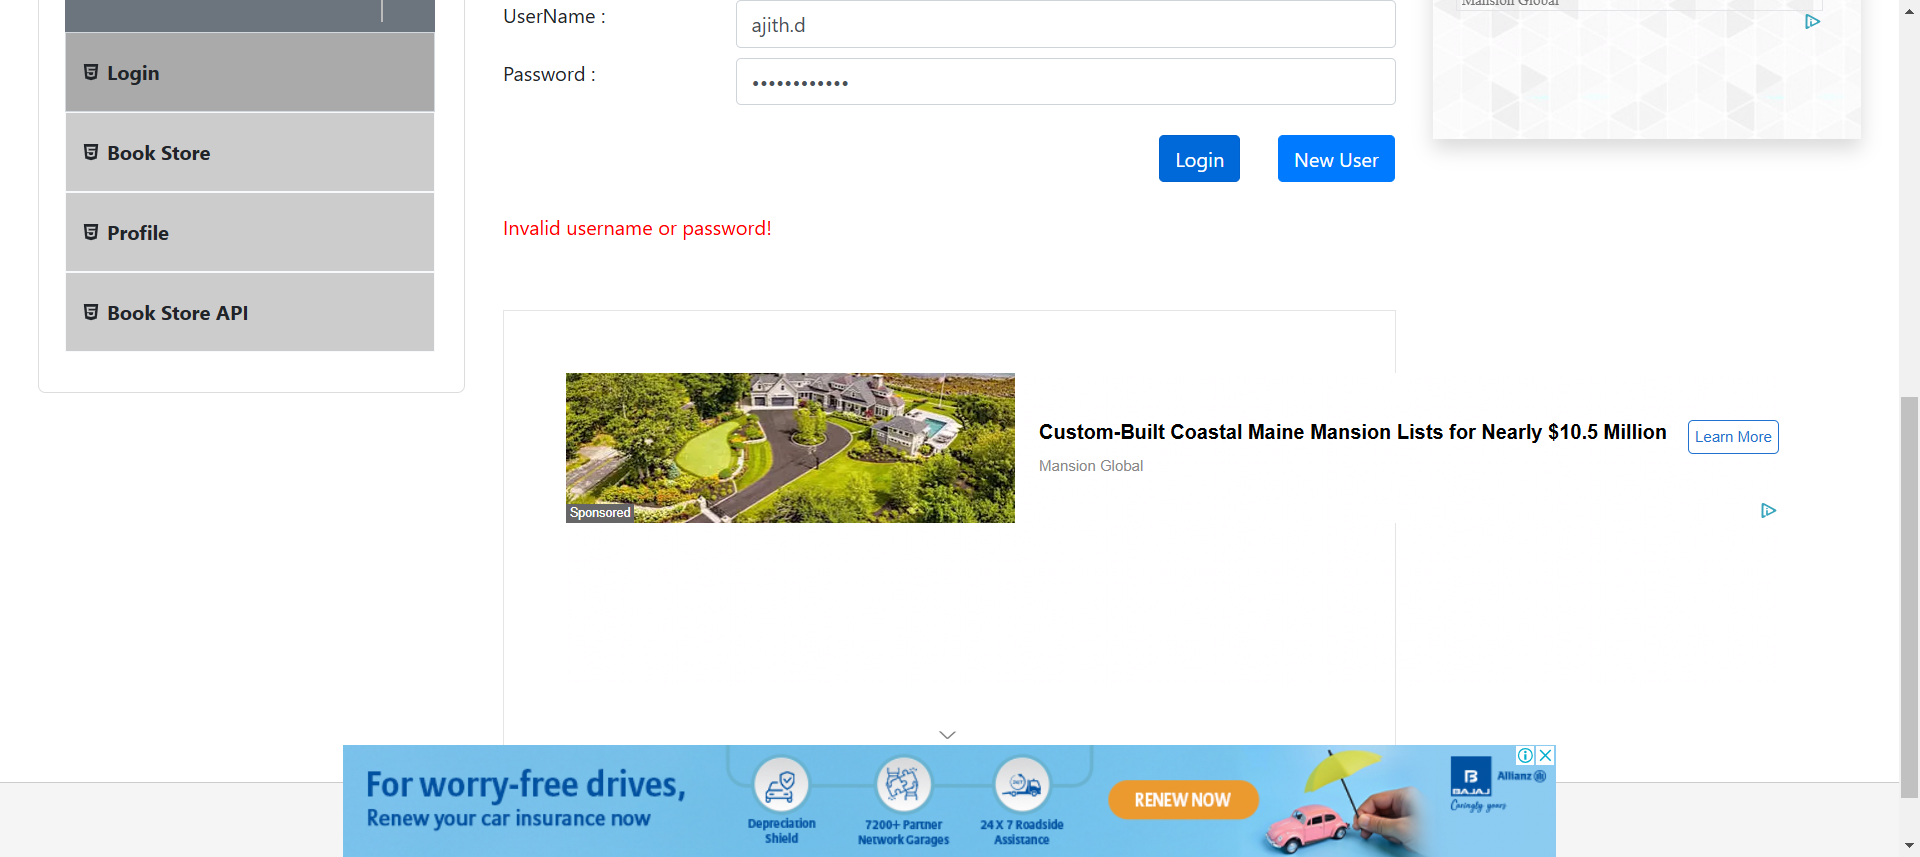 UserName :
ajith.d
Mansion Global
Password :
••••••••••••
Login
Book Store
Profile
Book Store API
Login
New User
Invalid username or password!
Sponsored
Custom-Built Coastal Maine Mansion Lists for Nearly $10.5 Million
Mansion Global
Learn More
For worry-free drives,
Renew your car insurance now
Depreciation
Shield
7200+ Partner
Network Garages
24/7
24 X 7 Roadside
Assistance
RENEW NOW
B
BAJAJ
Allianz
Caringly yours